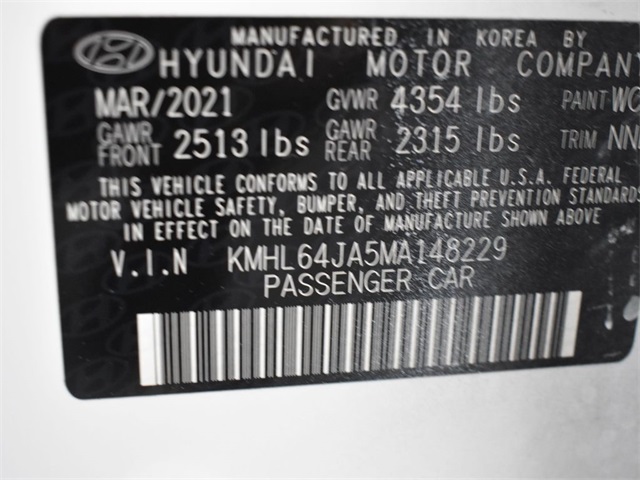 MANUFACTURED IN KOREA BY
HYUNDAI MOTOR COMPANY
MAR/2021 GVWR 4354 lbs PAINT
GAWR FRONT 2513 lbs GAWR REAR 2315 lbs TRIM
THIS VEHICLE CONFORMS TO ALL APPLICABLE U.S.A. FEDERAL
MOTOR VEHICLE SAFETY, BUMPER, AND THEFT PREVENTION STANDARDS
IN EFFECT ON THE DATE OF MANUFACTURE SHOWN ABOVE
V.I.N KMHL64JA5MA148229
PASSENGER CAR